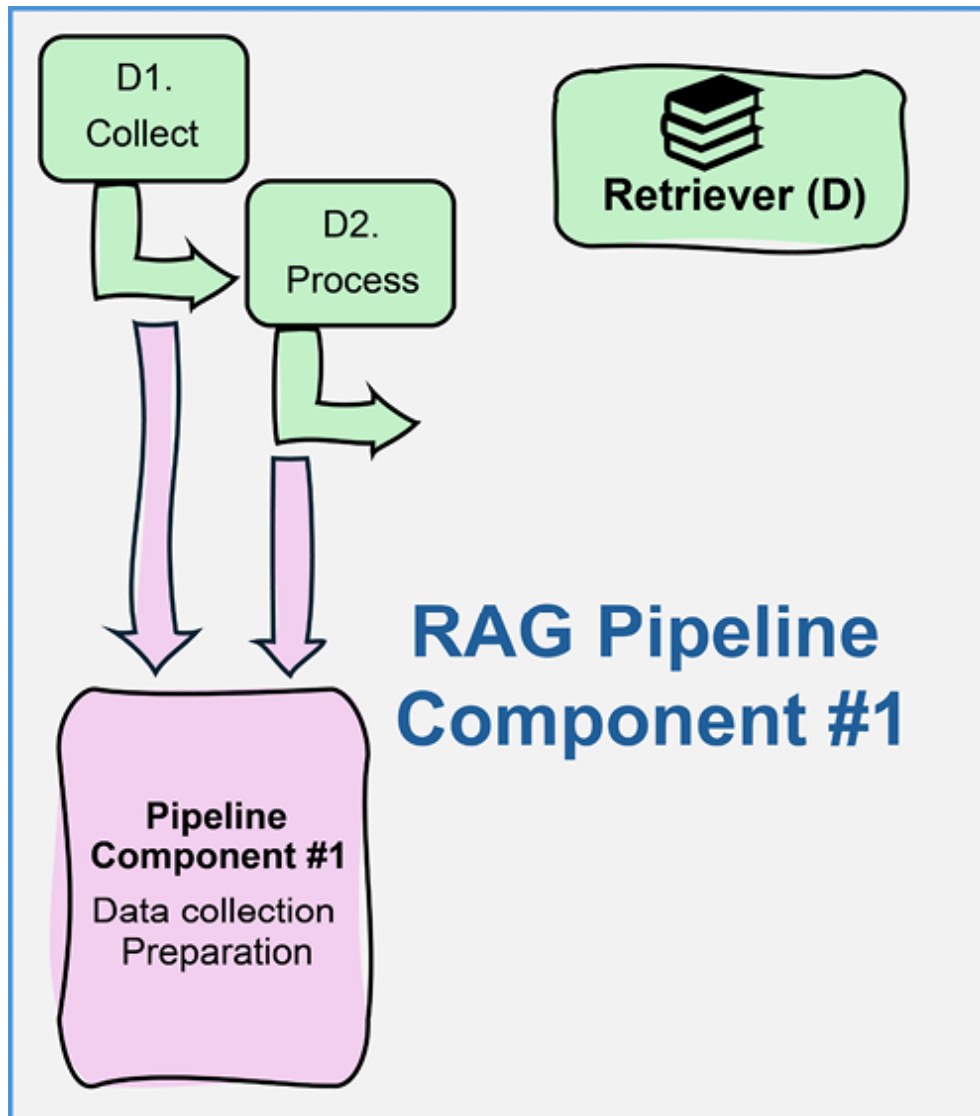 D1.
Collect
Retriever (D)
D2.
Process
RAG Pipeline
Component #1
Pipeline
Component #1
Data collection
Preparation